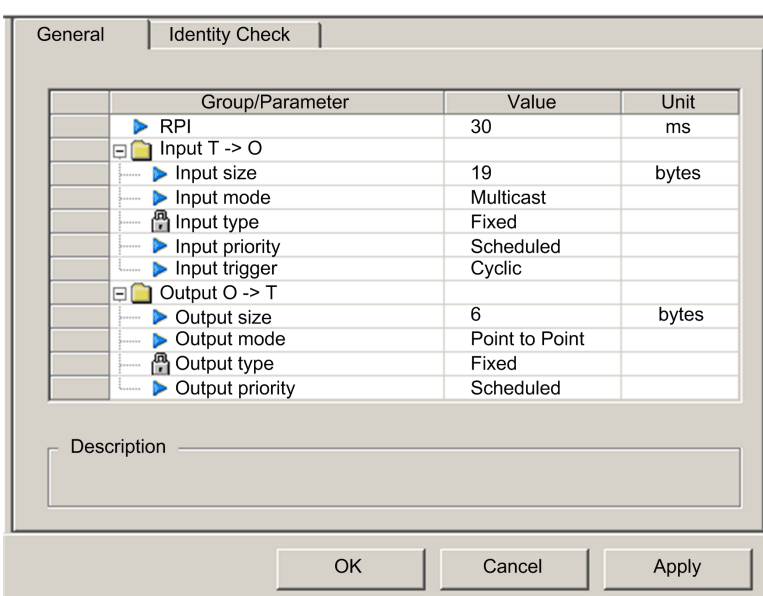 General Identity Check
Group/Parameter Value Unit
RPI 30 ms
Input T -> O
Input size 19 bytes
Input mode Multicast
Input type Fixed
Input priority Scheduled
Input trigger Cyclic
Output O -> T
Output size 6 bytes
Output mode Point to Point
Output type Fixed
Output priority Scheduled
Description
OK Cancel Apply